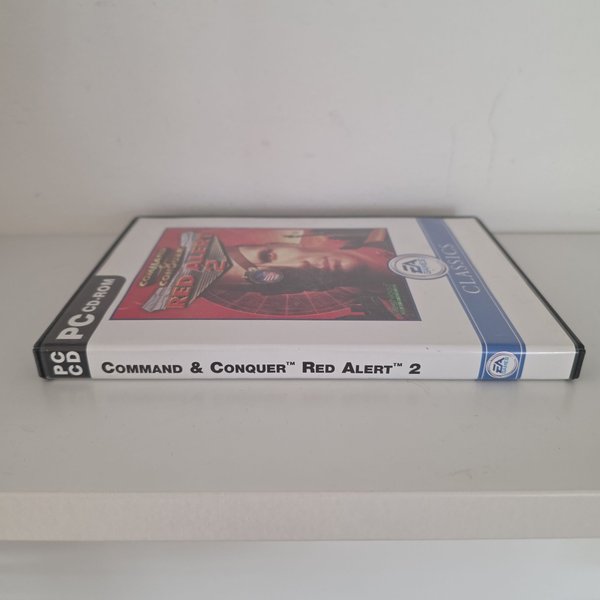 COMMAND & CONQUER
RED ALERT
2
EA GAMES
CLASSICS
PC CD-ROM
PC CD
COMMAND & CONQUER™ RED ALERT™ 2
EA GAMES